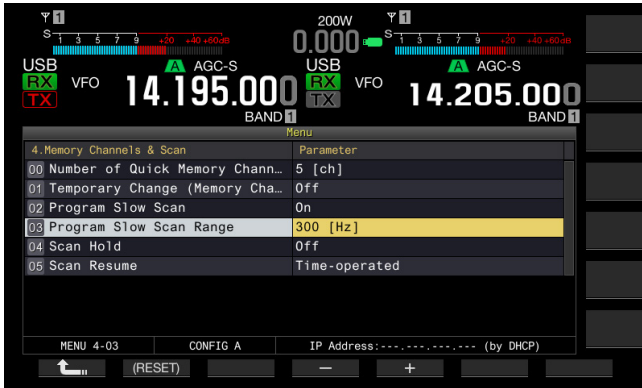 1 200W 1
S 1 3 5 7 9 +20 +40 +60dB 0.000 S 1 3 5 7 9 +20 +40 +60dB
USB A AGC-S USB A AGC-S
RX VFO 14.195.000 RX VFO 14.205.000
TX TX
BAND 1 BAND 1
Menu
4.Memory Channels & Scan Parameter
00 Number of Quick Memory Chann… 5 [ch]
01 Temporary Change (Memory Cha… Off
02 Program Slow Scan On
03 Program Slow Scan Range 300 [Hz]
04 Scan Hold Off
05 Scan Resume Time-operated
MENU 4-03 CONFIG A IP Address:---.---.---.--- (by DHCP)
(RESET) − +